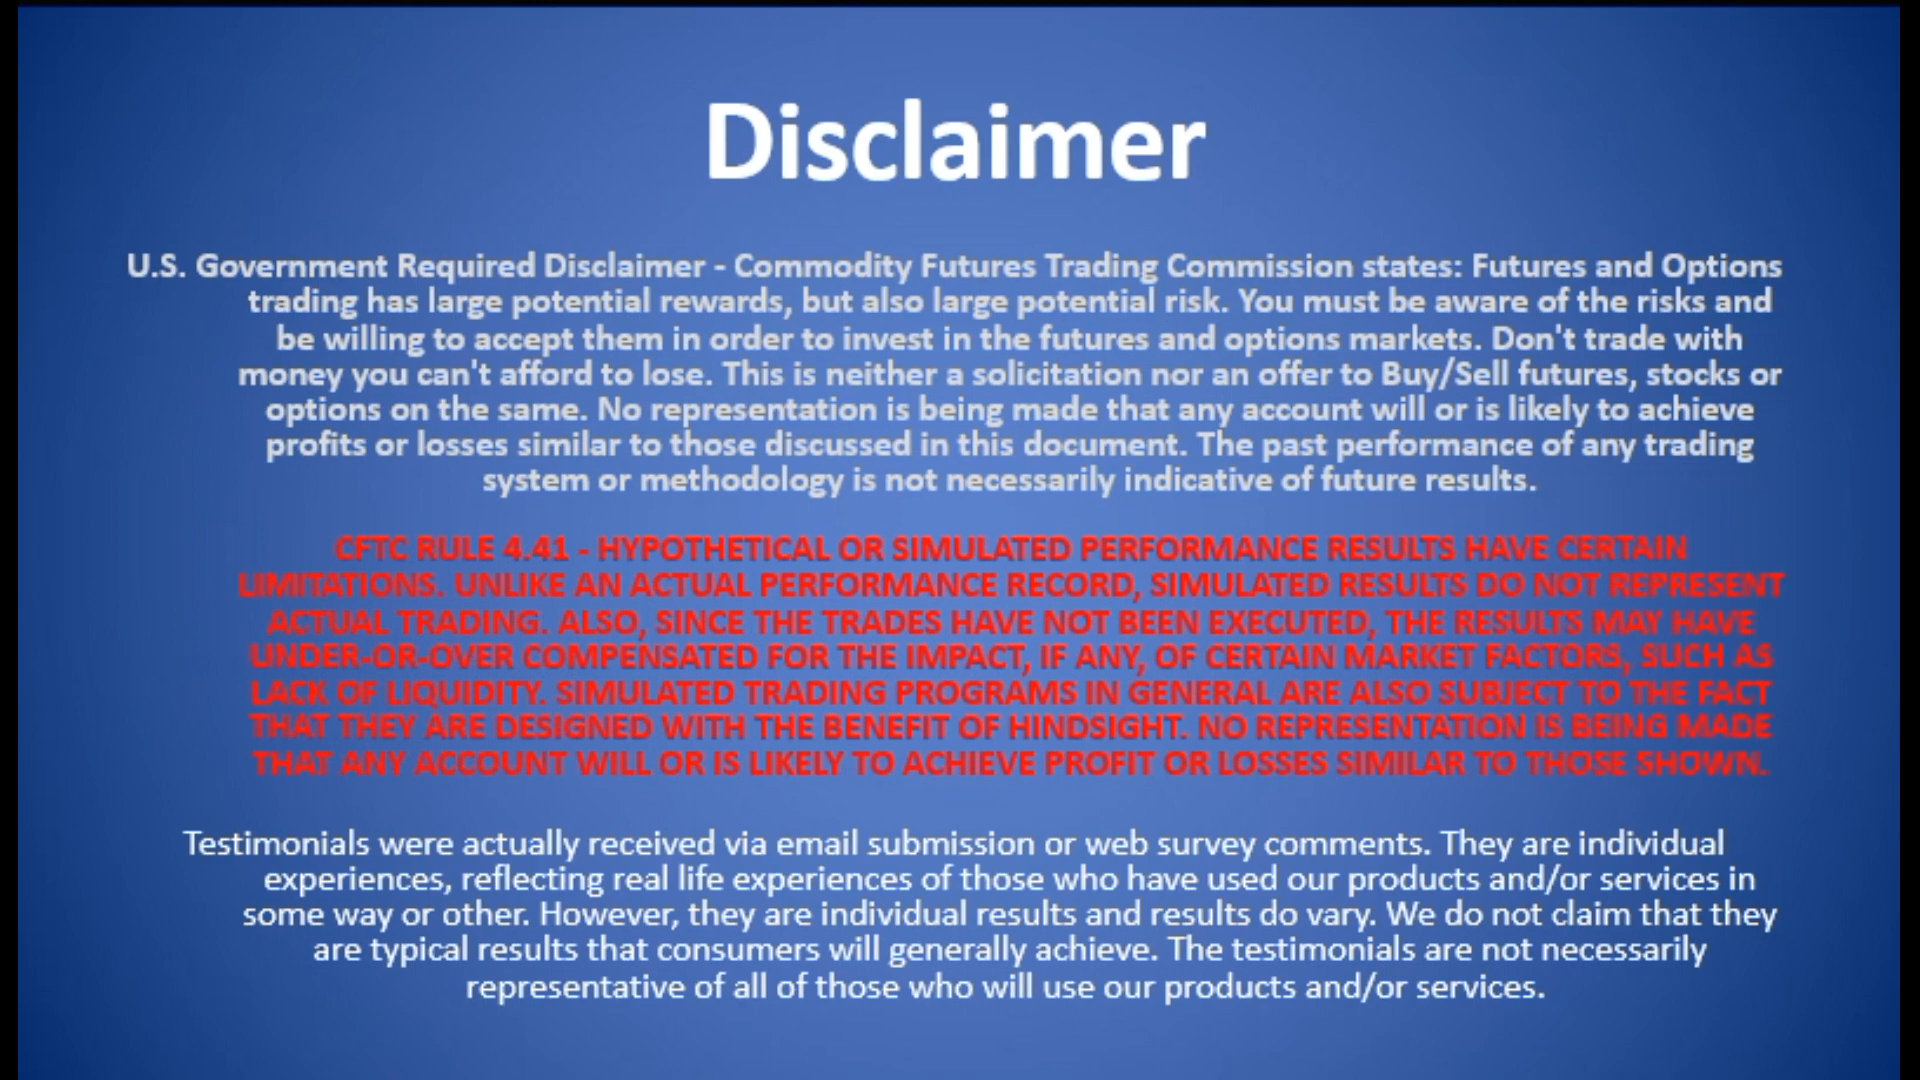 Disclaimer
U.S. Government Required Disclaimer - Commodity Futures Trading Commission states: Futures and Options
trading has large potential rewards, but also large potential risk. You must be aware of the risks and
be willing to accept them in order to invest in the futures and options markets. Don't trade with
money you can't afford to lose. This is neither a solicitation nor an offer to Buy/Sell futures, stocks or
options on the same. No representation is being made that any account will or is likely to achieve
profits or losses similar to those discussed in this document. The past performance of any trading
system or methodology is not necessarily indicative of future results.
CFTC RULE 4.41 - HYPOTHETICAL OR SIMULATED PERFORMANCE RESULTS HAVE CERTAIN
LIMITATIONS. UNLIKE AN ACTUAL PERFORMANCE RECORD, SIMULATED RESULTS DO NOT REPRESENT
ACTUAL TRADING. ALSO, SINCE THE TRADES HAVE NOT BEEN EXECUTED, THE RESULTS MAY HAVE
UNDER-OR-OVER COMPENSATED FOR THE IMPACT, IF ANY, OF CERTAIN MARKET FACTORS, SUCH AS
LACK OF LIQUIDITY. SIMULATED TRADING PROGRAMS IN GENERAL ARE ALSO SUBJECT TO THE FACT
THAT THEY ARE DESIGNED WITH THE BENEFIT OF HINDSIGHT. NO REPRESENTATION IS BEING MADE
THAT ANY ACCOUNT WILL OR IS LIKELY TO ACHIEVE PROFIT OR LOSSES SIMILAR TO THOSE SHOWN.
Testimonials were actually received via email submission or web survey comments. They are individual
experiences, reflecting real life experiences of those who have used our products and/or services in
some way or other. However, they are individual results and results do vary. We do not claim that they
are typical results that consumers will generally achieve. The testimonials are not necessarily
representative of all of those who will use our products and/or services.